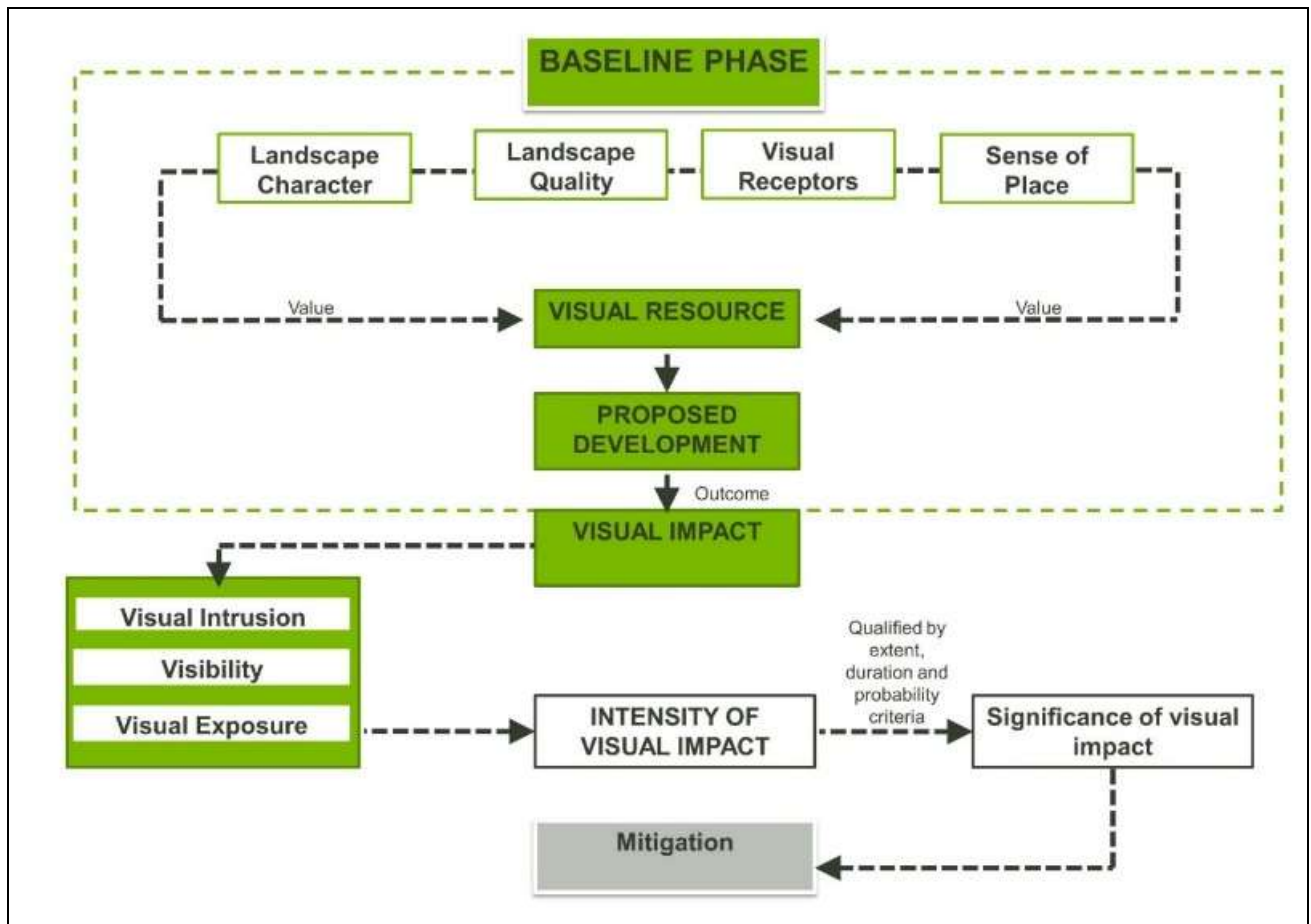 BASELINE PHASE
Landscape
Character
Landscape
Quality
Visual
Receptors
Sense of
Place
Value
VISUAL RESOURCE
Value
PROPOSED
DEVELOPMENT
Outcome
VISUAL IMPACT
Visual Intrusion
Visibility
Visual Exposure
INTENSITY OF
VISUAL IMPACT
Qualified by
extent,
duration and
probability
criteria
Significance of visual
impact
Mitigation